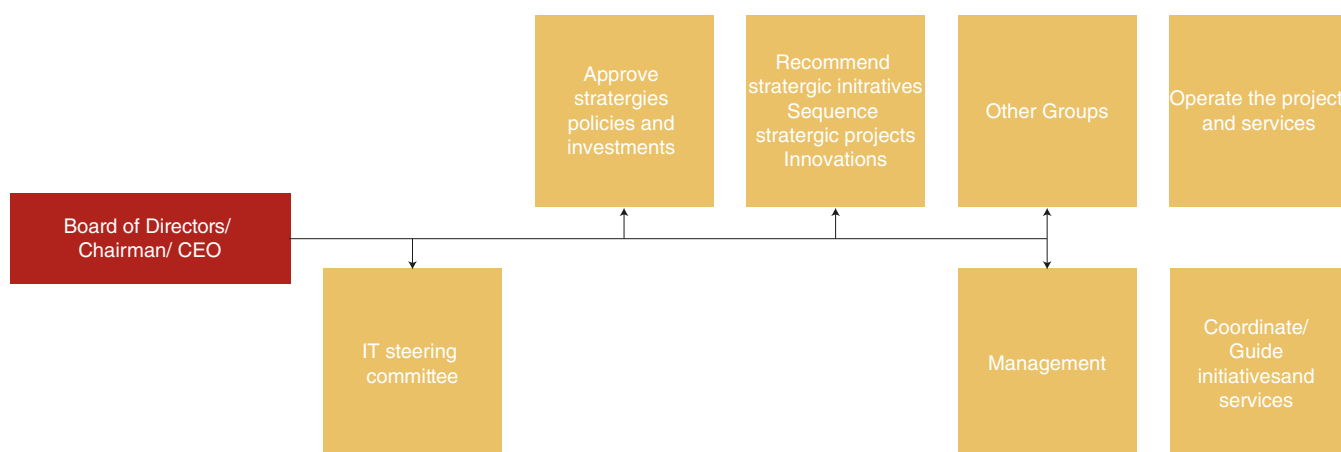 Approve
stratergies
policies and
investments
Recommend
stratergic initratives
Sequence
stratergic projects
Innovations
Other Groups
Operate the project
and services
Board of Directors/
Chairman/ CEO
IT steering
committee
Management
Coordinate/
Guide
initiativesand
services